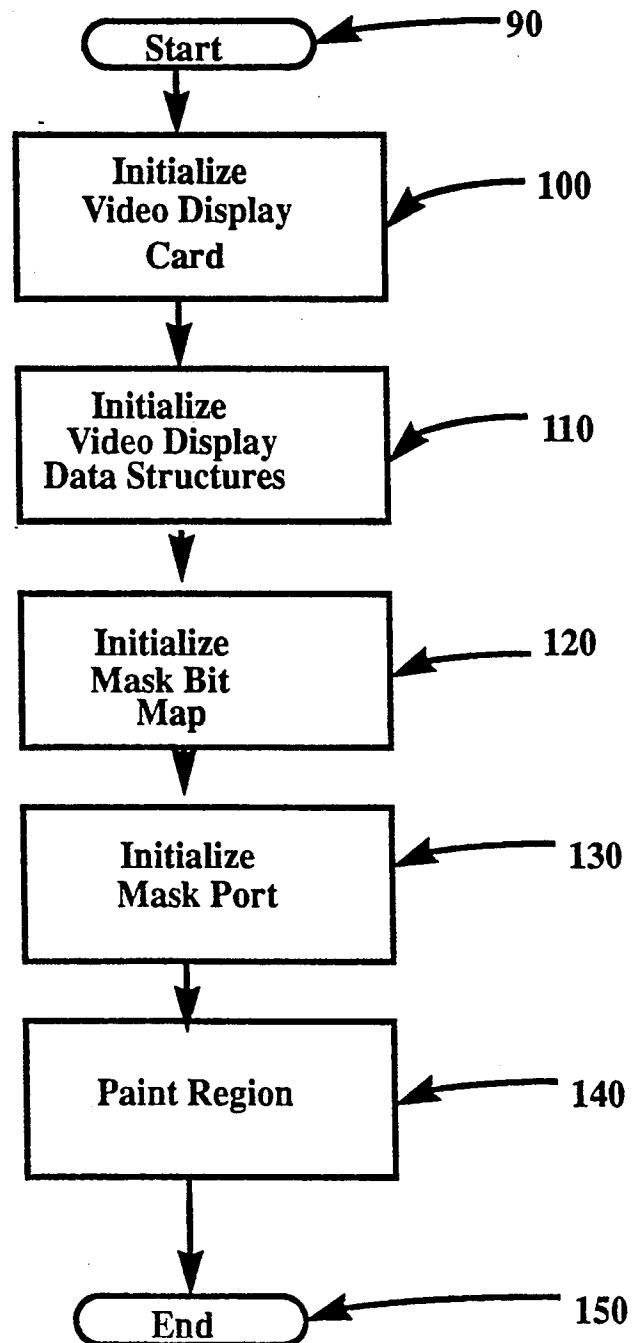 Start
90
Initialize
Video Display
Card
100
Initialize
Video Display
Data Structures
110
Initialize
Mask Bit
Map
120
Initialize
Mask Port
130
Paint Region
140
End
150